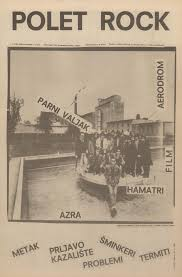 POLET ROCK
PARNI VALJAK
AERODROM
FILM
HAMATRI
AZRA
METAK
PRLJAVO
KAZALIŠTE
ŠMINKERI
PROBLEMI
TERMITI